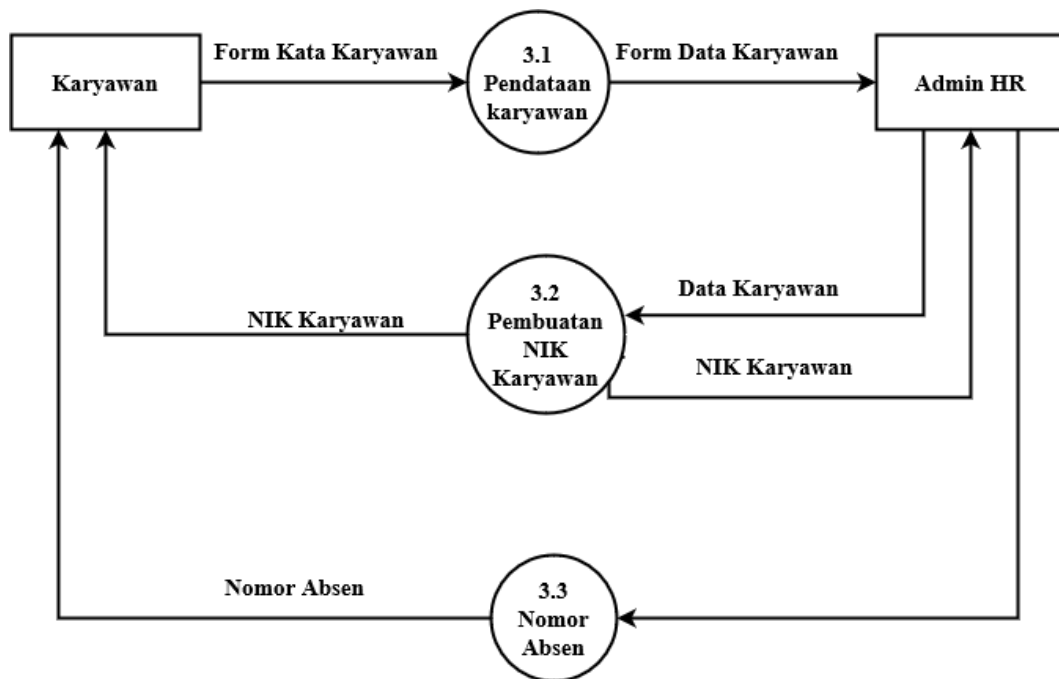 Form Kata Karyawan
3.1
Pendataan
karyawan
Form Data Karyawan
Karyawan
Admin HR
3.2
Pembuatan
NIK
Karyawan
Data Karyawan
NIK Karyawan
NIK Karyawan
Nomor Absen
3.3
Nomor
Absen